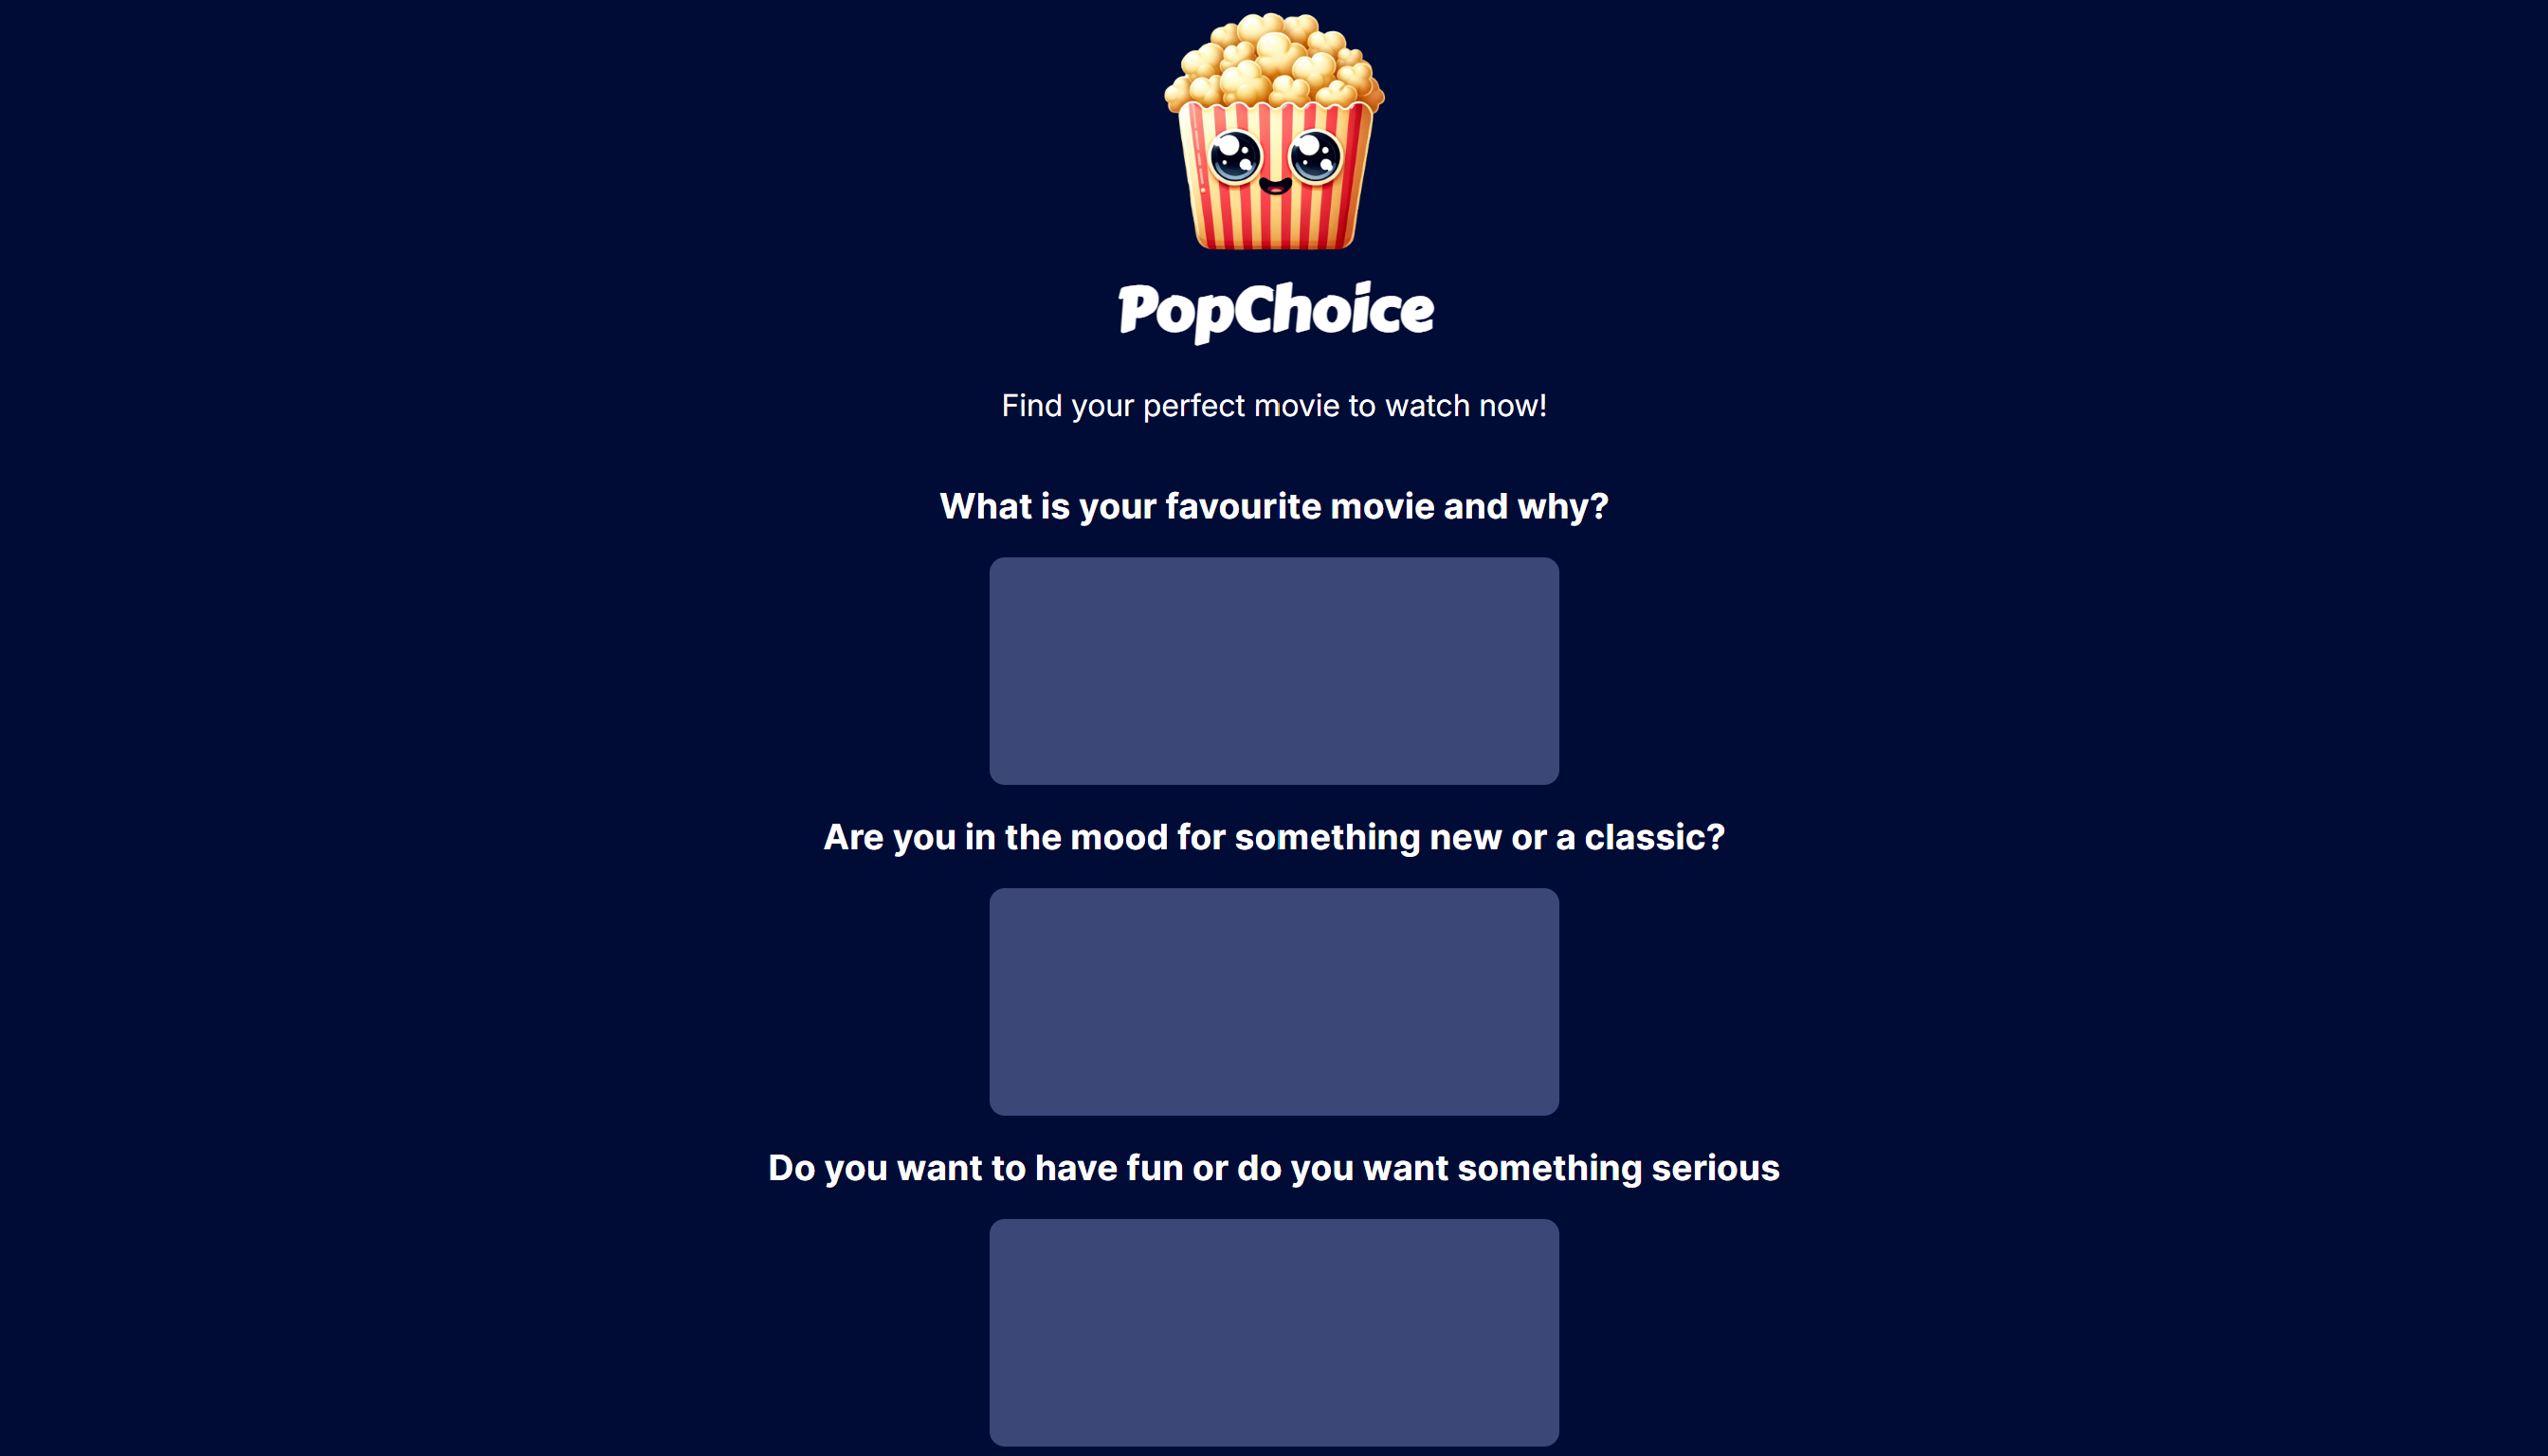 PopChoice
Find your perfect movie to watch now!
What is your favourite movie and why?
Are you in the mood for something new or a classic?
Do you want to have fun or do you want something serious